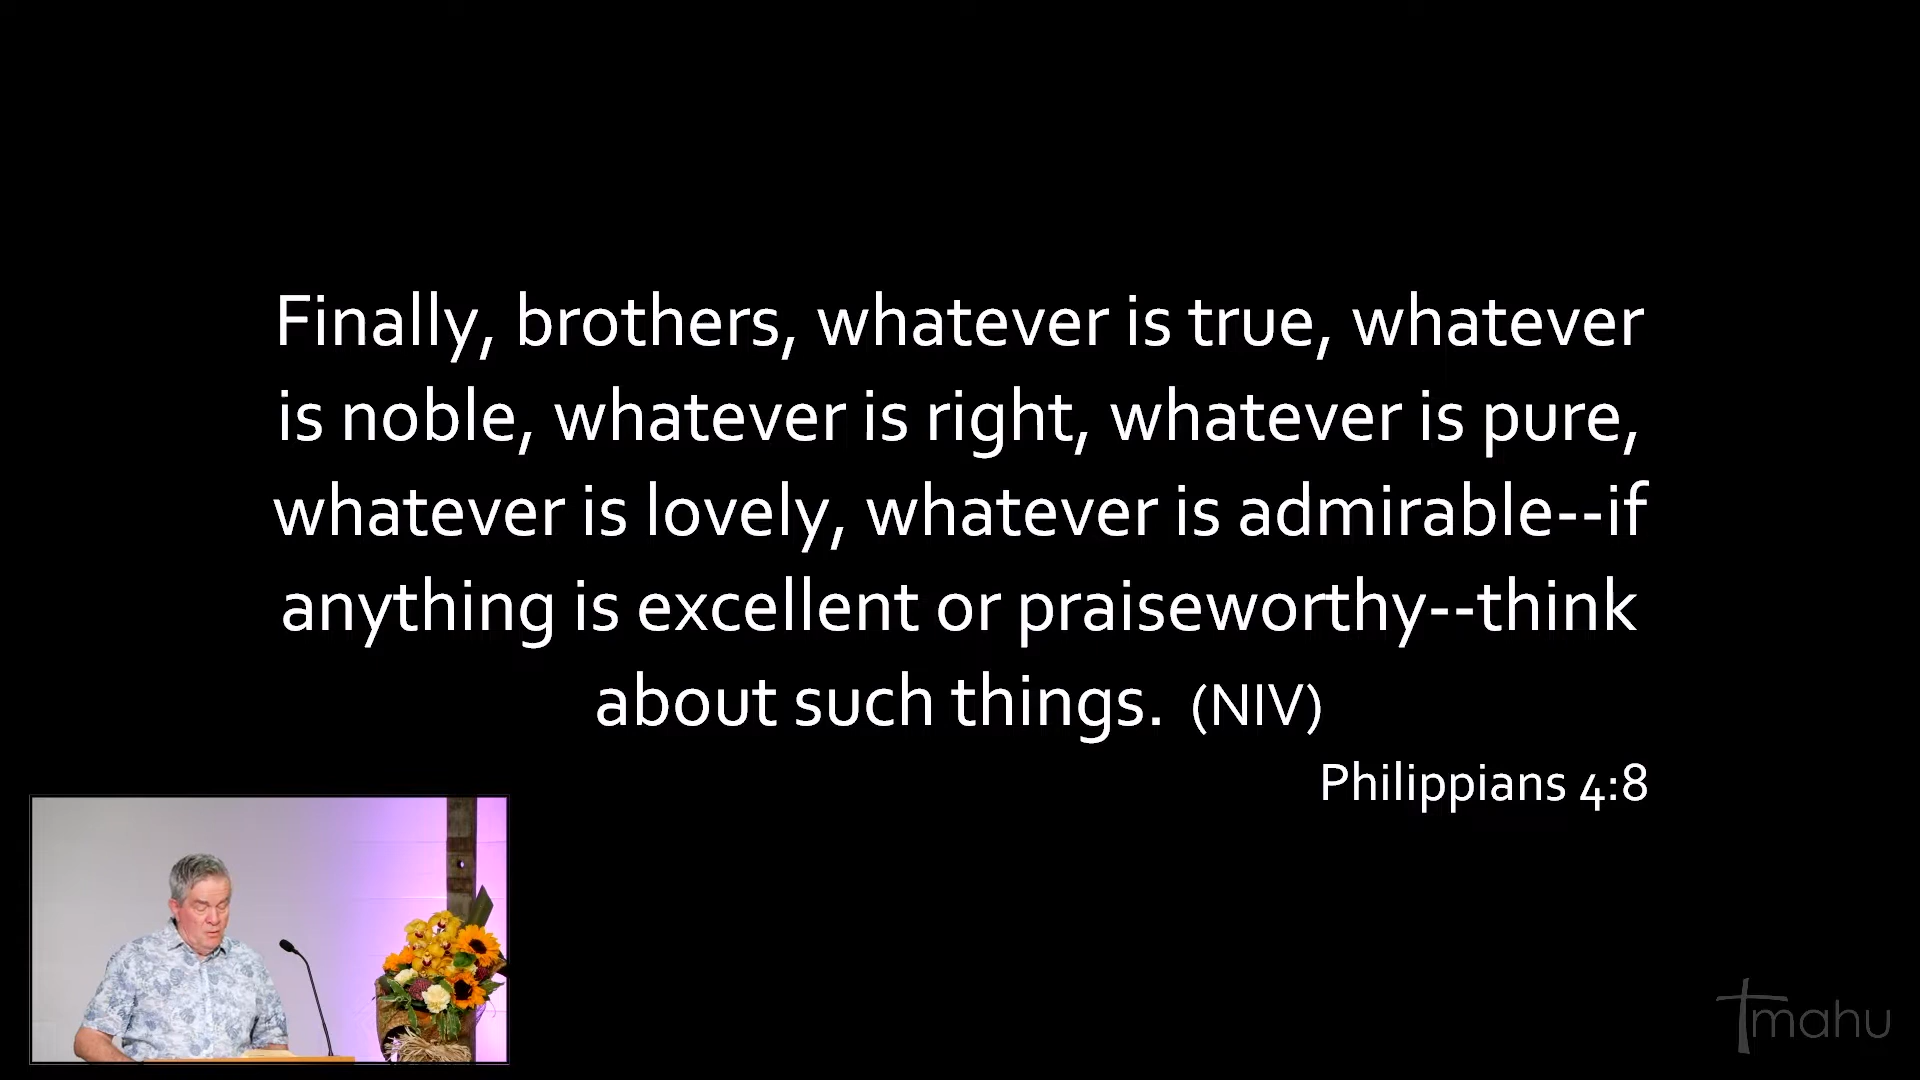 Finally, brothers, whatever is true, whatever
is noble, whatever is right, whatever is pure,
whatever is lovely, whatever is admirable--if
anything is excellent or praiseworthy--think
about such things. (NIV)
Philippians 4:8
mahu